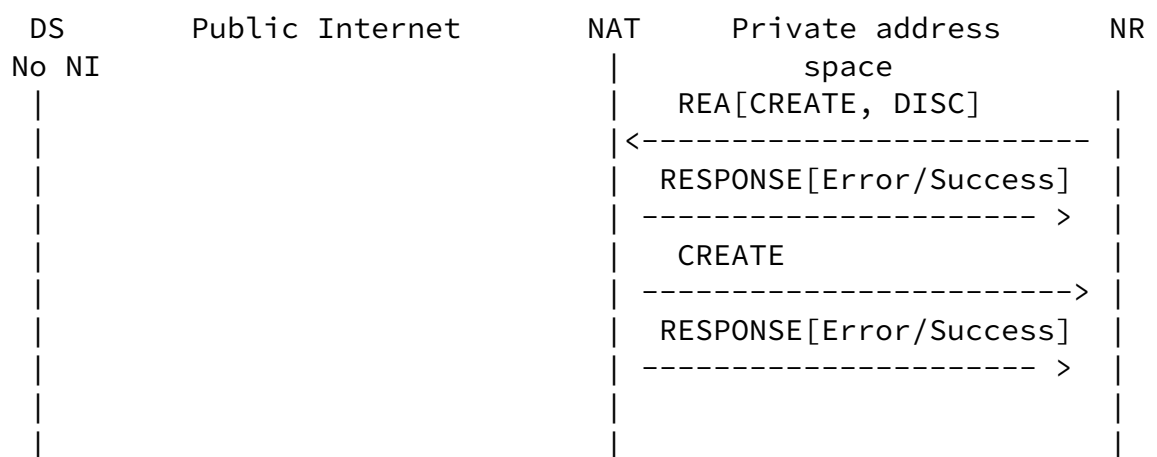 DS Public Internet NAT Private address NR
No NI | space
| | REA[CREATE, DISC] |
| |<-------------------------- |
| | RESPONSE[Error/Success] |
| | ----------------------- > |
| | CREATE |
| | -------------------------> |
| | RESPONSE[Error/Success] |
| | ----------------------- > |
| | |
| | |